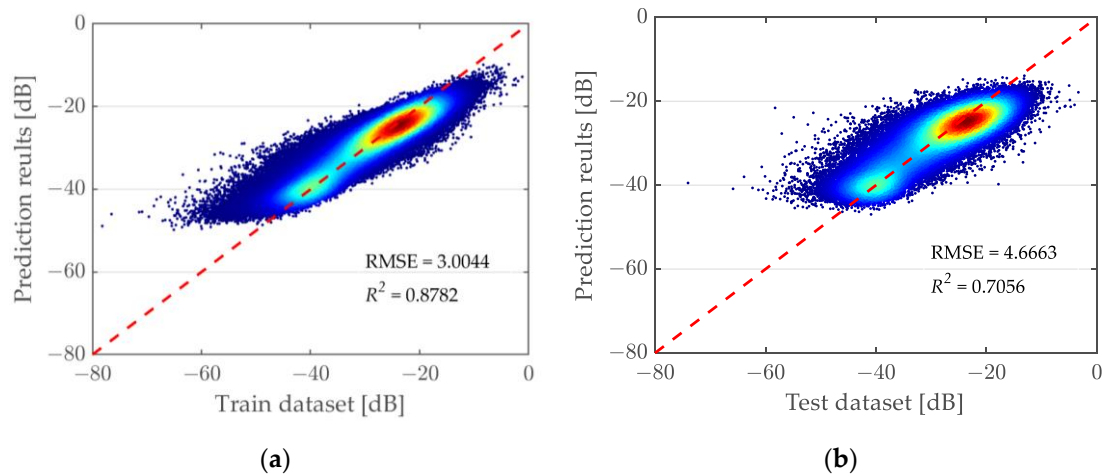 0
−20
−40
−60
−80
Prediction reults [dB]
RMSE = 3.0044
R² = 0.8782
−80
−60
−40
−20
0
Train dataset [dB]
(a)
0
−20
−40
−60
−80
Prediction reults [dB]
RMSE = 4.6663
R² = 0.7056
−80
−60
−40
−20
0
Test dataset [dB]
(b)